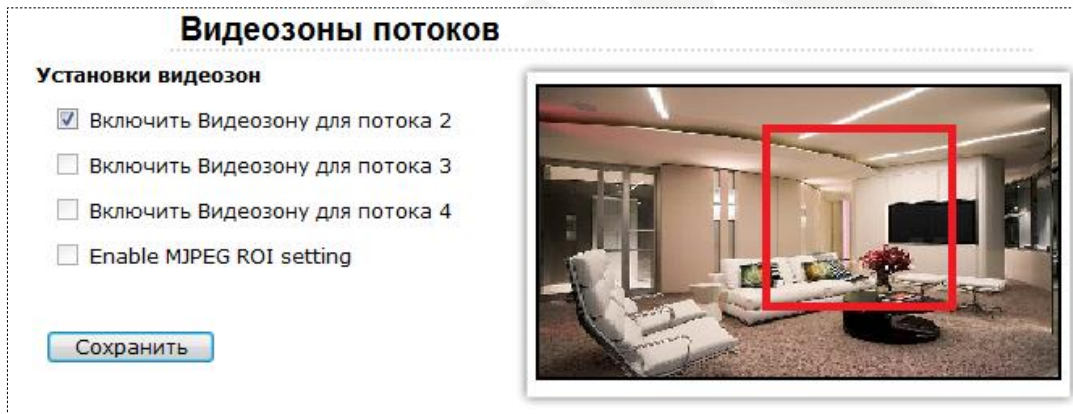 Видеозоны потоков
Установки видеозон
Включить Видеозону для потока 2
Включить Видеозону для потока 3
Включить Видеозону для потока 4
Enable MJPEG ROI setting
Сохранить